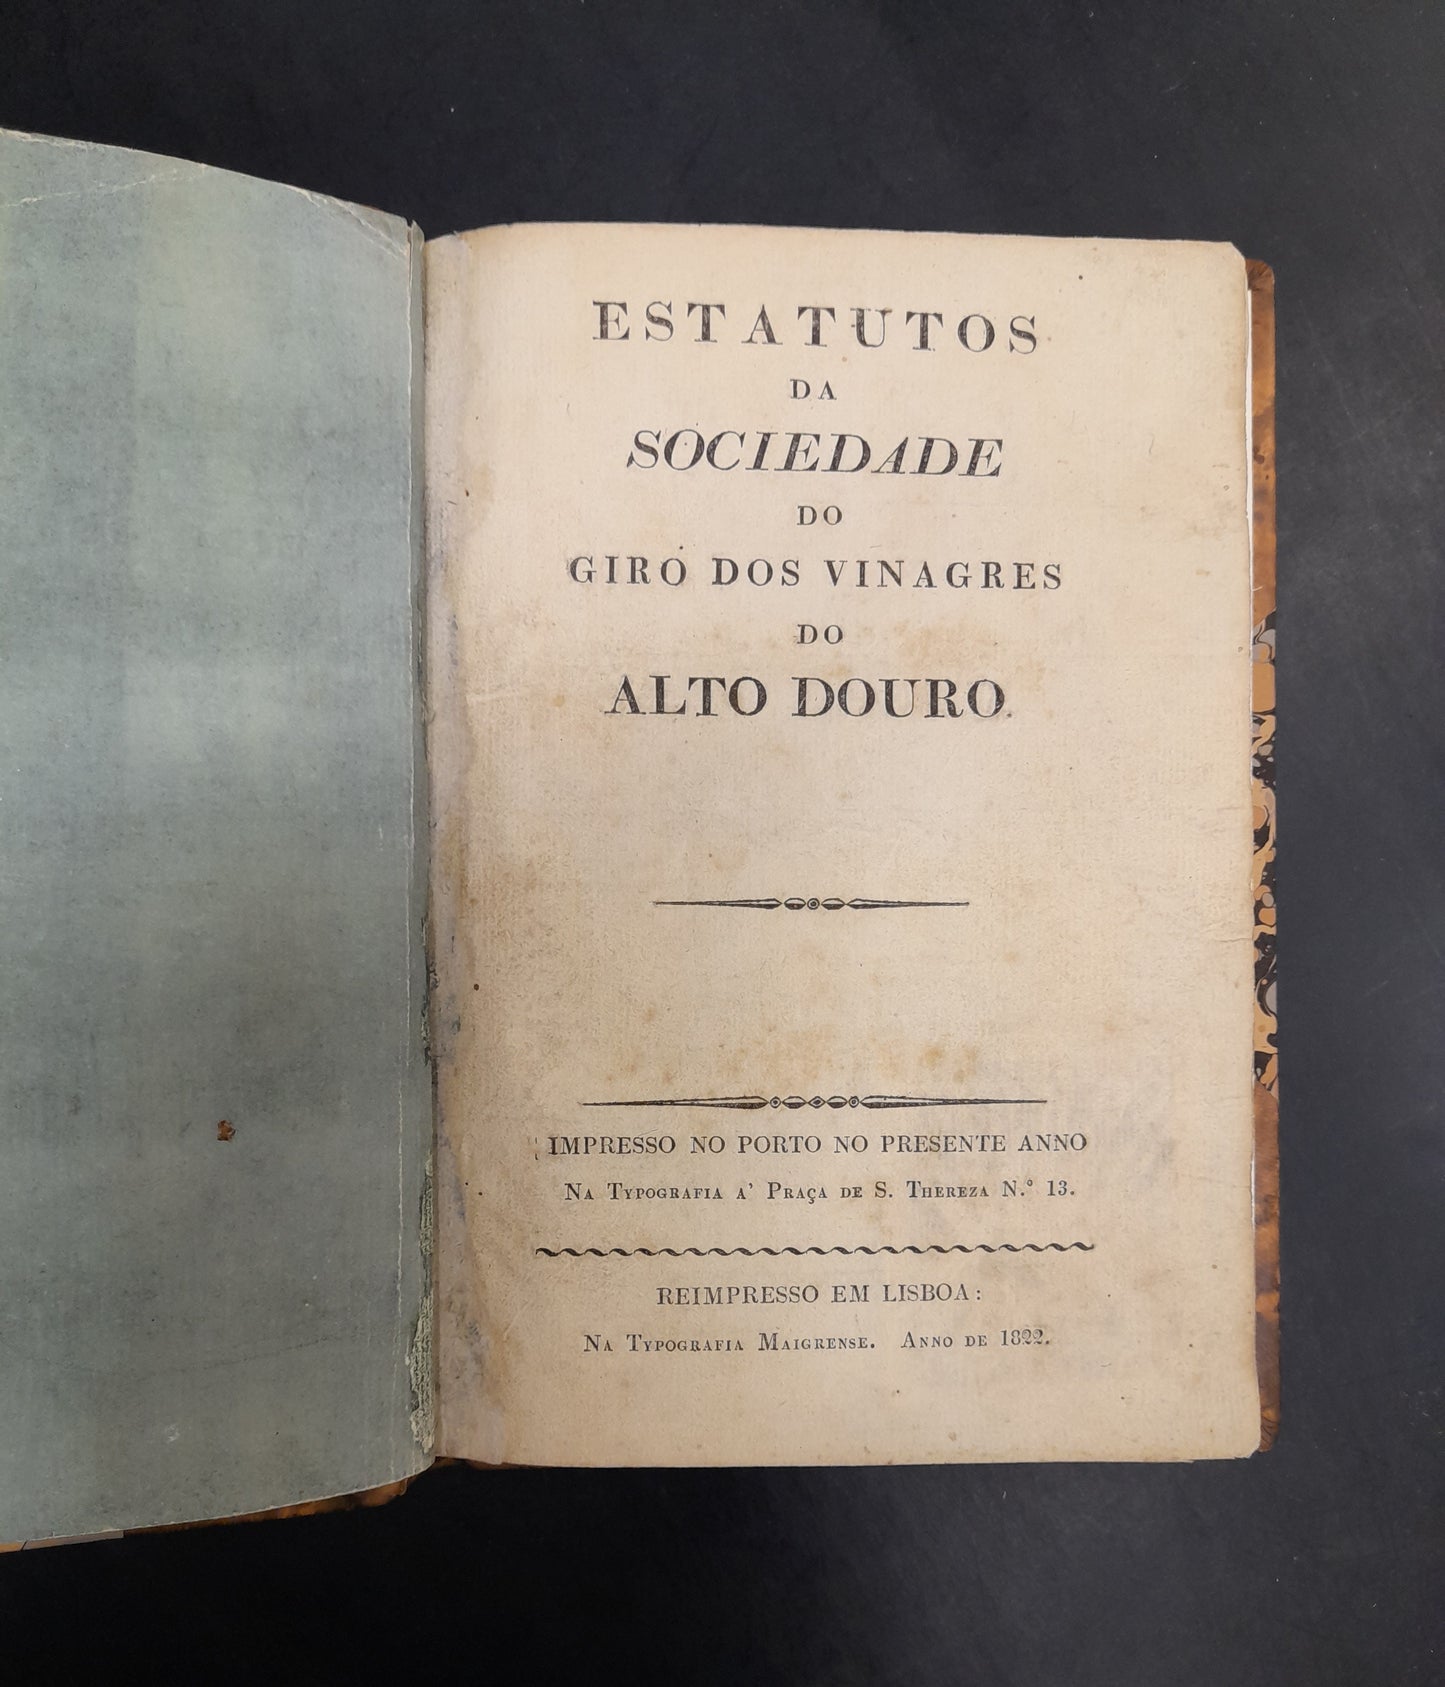 ESTATUTOS
DA
SOCIEDADE
DO
GIRO DOS VINAGRES
DO
ALTO DOURO.
IMPRESSO NO PORTO NO PRESENTE ANNO
NA TYPOGRAFIA A' PRAÇA DE S. THEREZA N.º 13.
REIMPRESSO EM LISBOA:
NA TYPOGRAFIA MAIGRENSE. ANNO DE 1822.